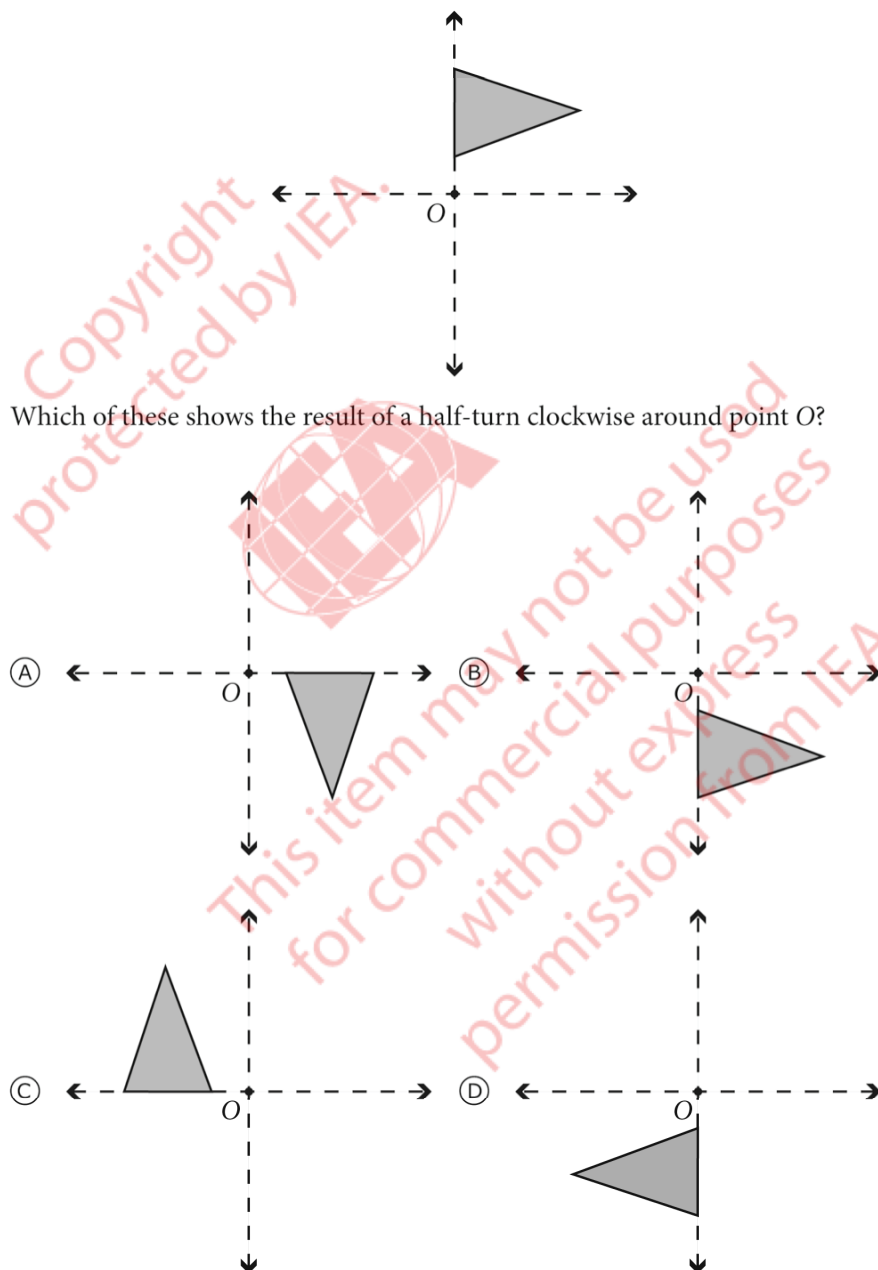 O
Copyright
protected by IEA.
Which of these shows the result of a half-turn clockwise around point O?
IEA
A
O
B
O
This item may not be used
for commercial purposes
without express
permission from IEA
C
O
D
O